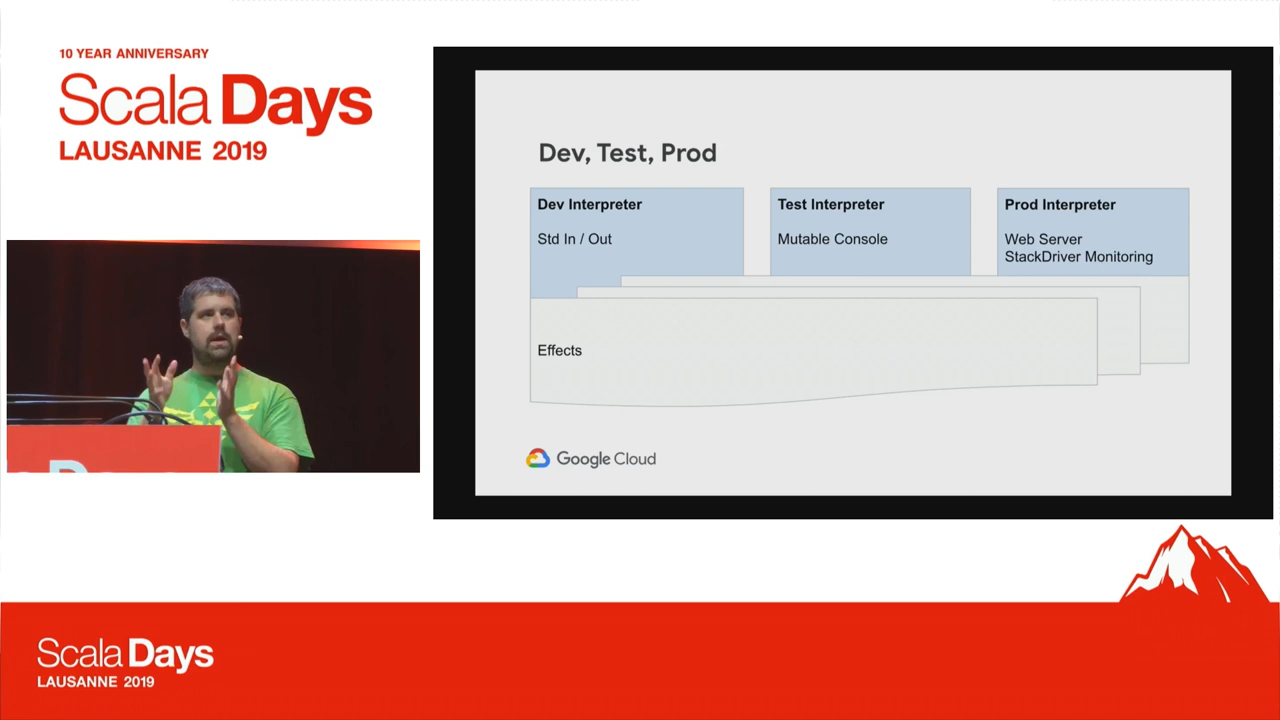 10 YEAR ANNIVERSARY
Scala Days
LAUSANNE 2019
Dev, Test, Prod
Dev Interpreter
Std In / Out
Test Interpreter
Mutable Console
Prod Interpreter
Web Server
StackDriver Monitoring
Effects
Google Cloud
Scala Days
LAUSANNE 2019